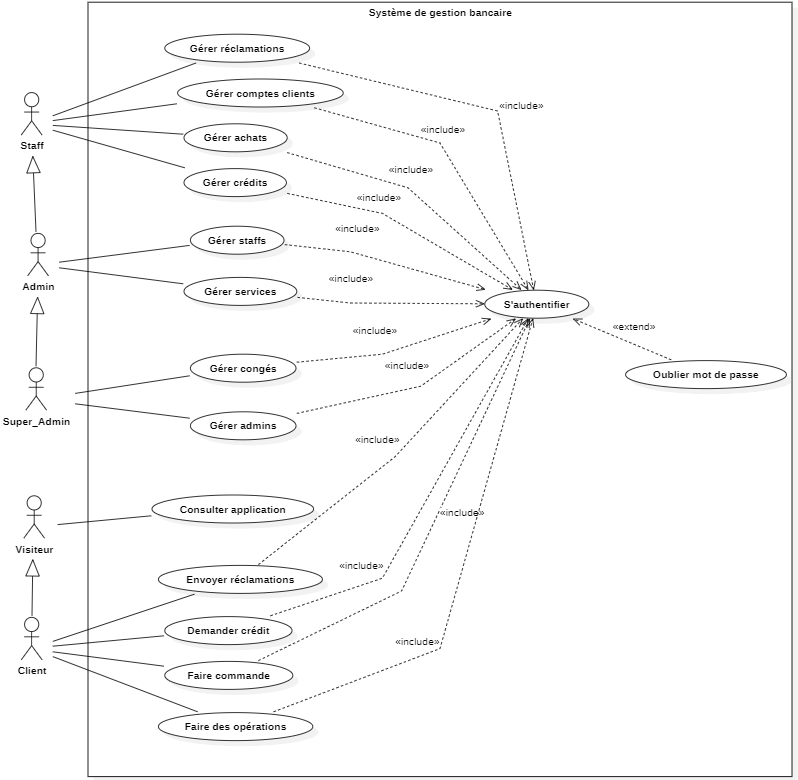 Système de gestion bancaire
Gérer réclamations
Gérer comptes clients
«include»
«include»
Gérer achats
Staff
«include»
Gérer crédits
«include»
«include»
Gérer staffs
«include»
Admin
Gérer services
S'authentifier
«include»
«extend»
«include»
Gérer congés
Oublier mot de passe
Super_Admin
Gérer admins
«include»
Consulter application
«include»
Visiteur
«include»
Envoyer réclamations
Demander crédit
«include»
Client
Faire commande
Faire des opérations